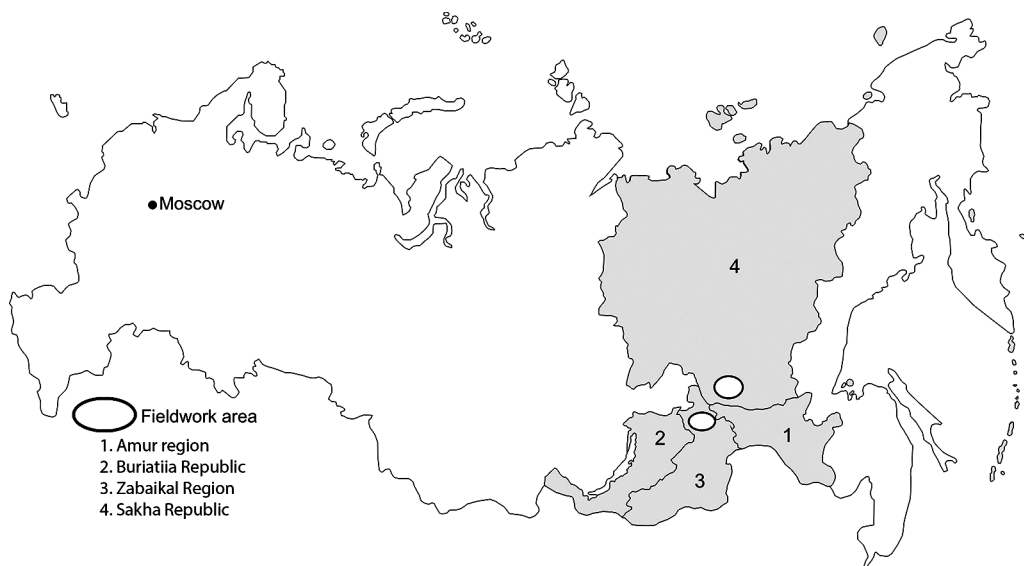 Moscow
4
2
1
3
Fieldwork area
1. Amur region
2. Buriatiia Republic
3. Zabaikal Region
4. Sakha Republic